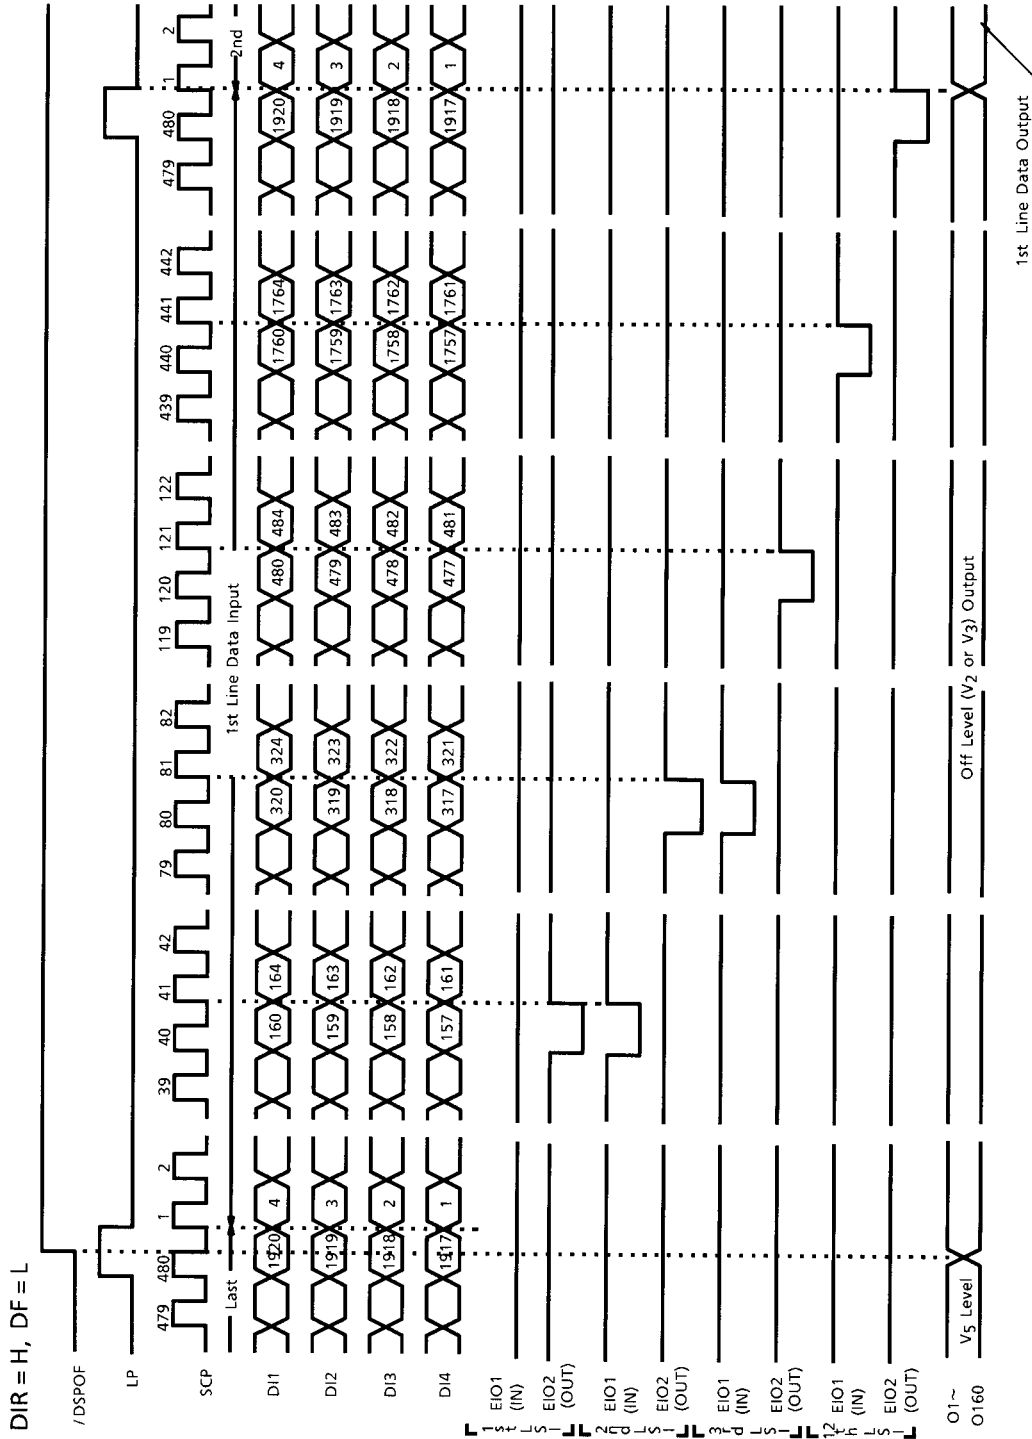 DIR = H, DF = L
/DSPOF
LP
SCP
479 480 1 2 39 40 41 42 79 80 81 82 119 120 121 122 439 440 441 442 479 480 1 2
Last
1st Line Data Input
2nd
DI1
1920 4 160 164 320 324 480 484 1760 1764 1920 4
DI2
1919 3 159 163 319 323 479 483 1759 1763 1919 3
DI3
1918 2 158 162 318 322 478 482 1758 1762 1918 2
DI4
1917 1 157 161 317 321 477 481 1757 1761 1917 1
1st LSI
EIO1 (IN)
EIO2 (OUT)
2nd LSI
EIO1 (IN)
EIO2 (OUT)
3rd LSI
EIO1 (IN)
EIO2 (OUT)
12th LSI
EIO1 (IN)
EIO2 (OUT)
O1~
O160
V5 Level
Off Level (V2 or V3) Output
1st Line Data Output